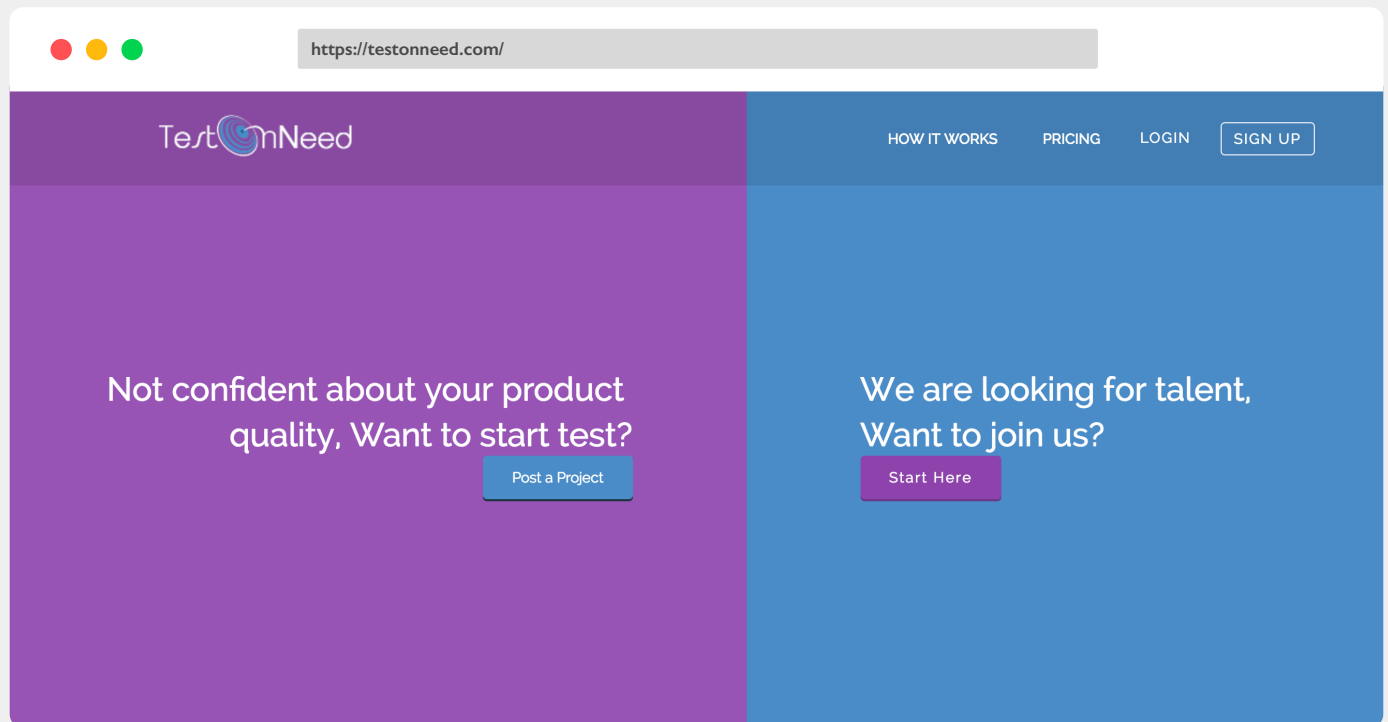 https://testonneed.com/
TestOnNeed
HOW IT WORKS PRICING LOGIN SIGN UP
Not confident about your product
quality, Want to start test?
Post a Project
We are looking for talent,
Want to join us?
Start Here